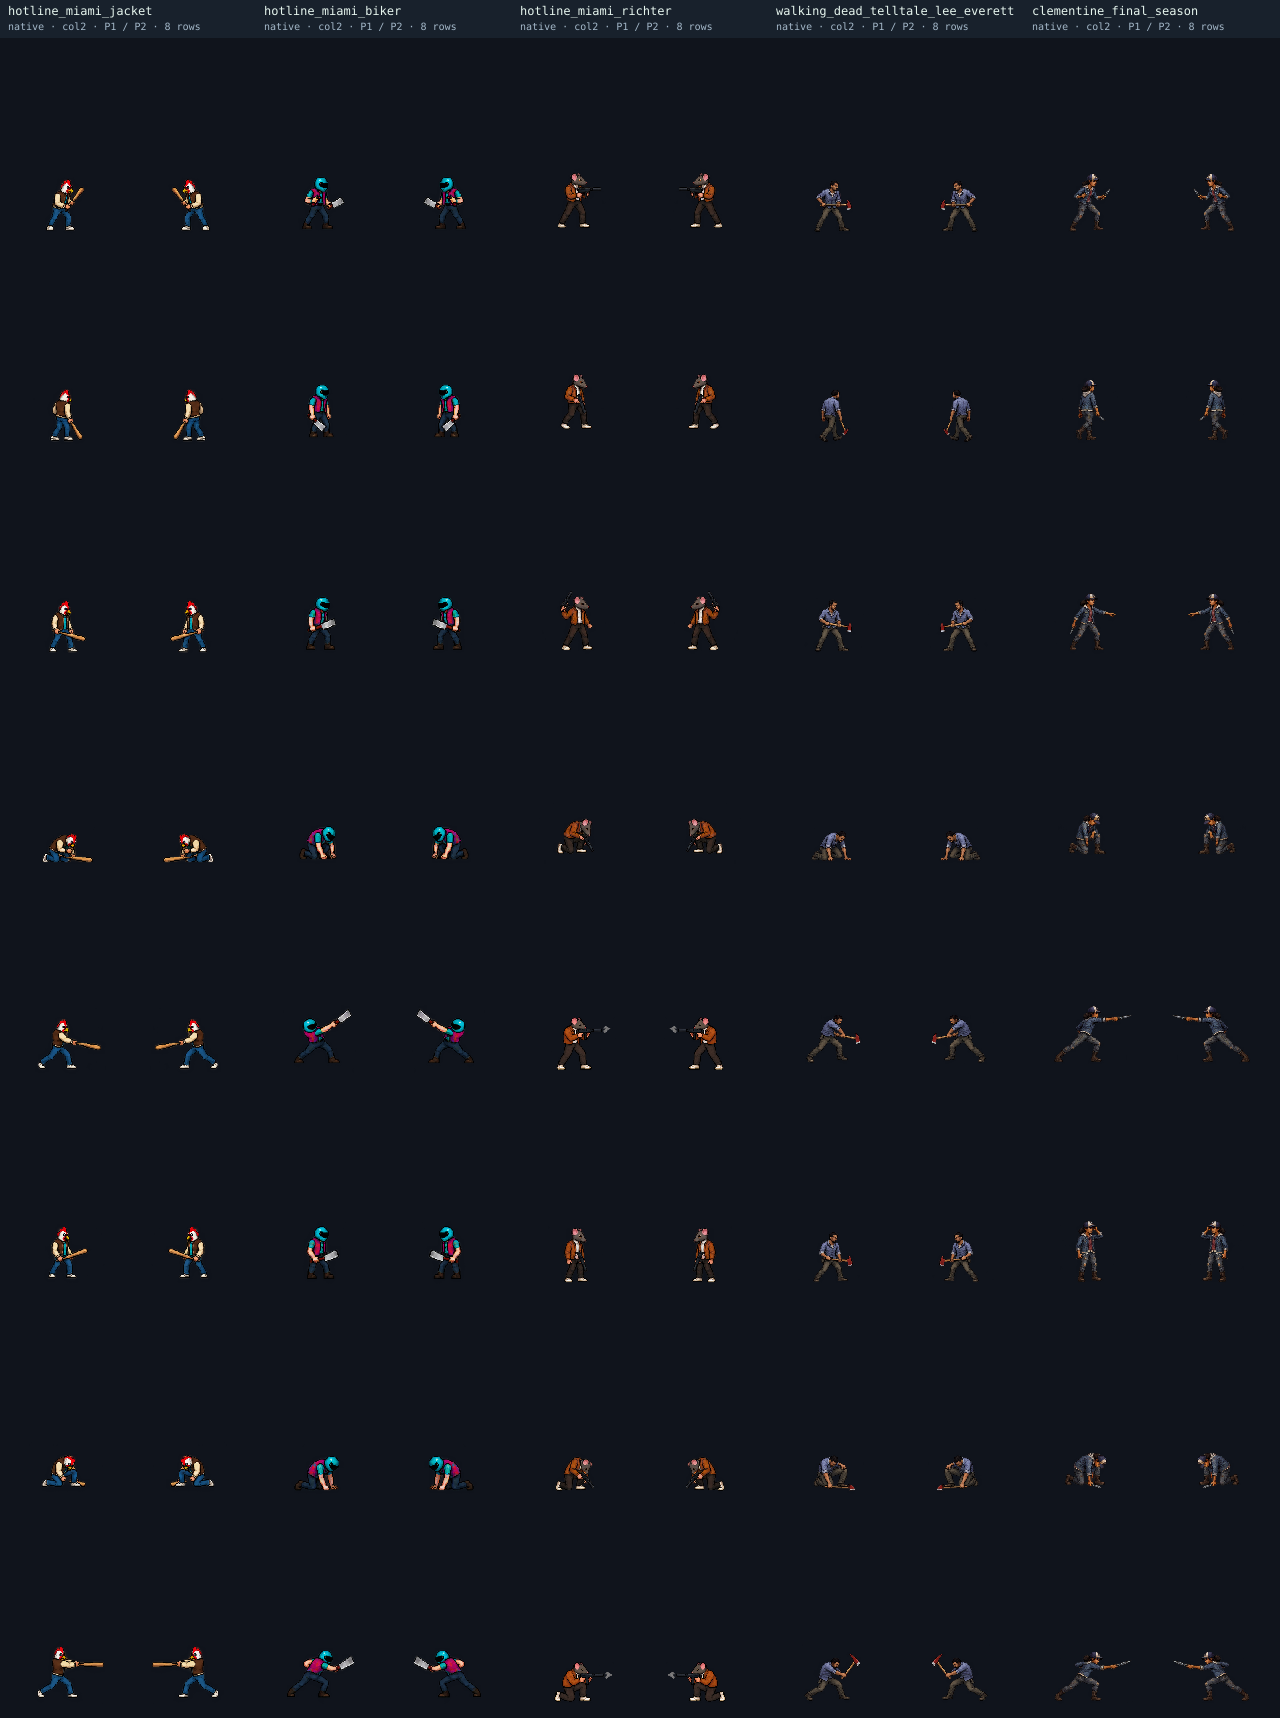 hotline_miami_jacket
native · col2 · P1 / P2 · 8 rows
hotline_miami_biker
native · col2 · P1 / P2 · 8 rows
hotline_miami_richter
native · col2 · P1 / P2 · 8 rows
walking_dead_telltale_lee_everett
native · col2 · P1 / P2 · 8 rows
clementine_final_season
native · col2 · P1 / P2 · 8 rows